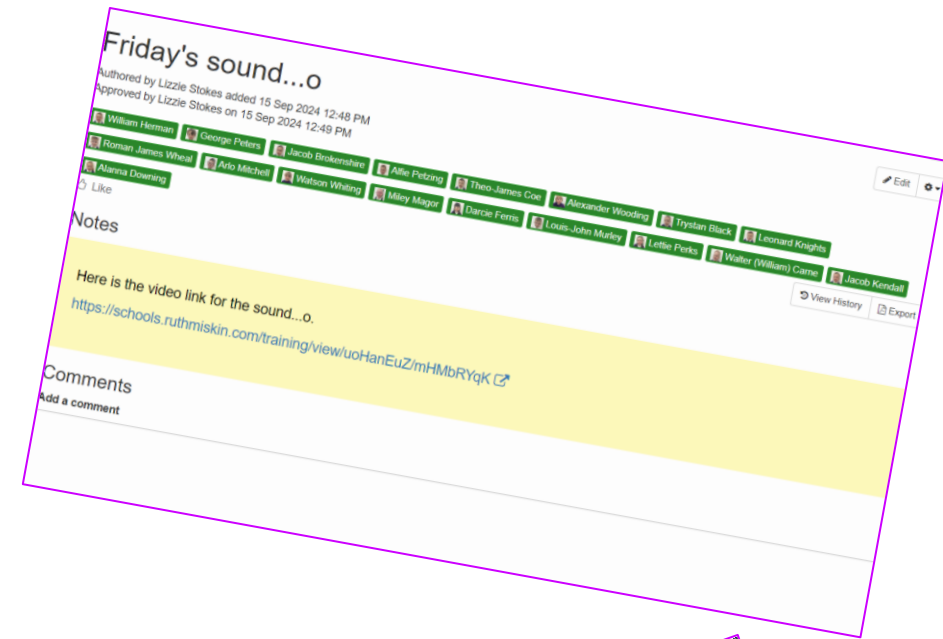 Friday's sound...o
Authored by Lizzie Stokes added 15 Sep 2024 12:48 PM
Approved by Lizzie Stokes on 15 Sep 2024 12:49 PM
Edit
William Herman George Peters Jacob Brokenshire Alfie Petzing Theo-James Coe Alexander Wooding Trystan Black Leonard Knights
Roman James Wheal Arlo Mitchell Watson Whiting Miley Magor Darcie Ferris Louis-John Murley Lettie Perks Walter (William) Carne Jacob Kendall
Alanna Downing
Like
View History Export
Notes
Here is the video link for the sound...o.
https://schools.ruthmiskin.com/training/view/uoHanEuZ/mHMbRYqK
Comments
Add a comment